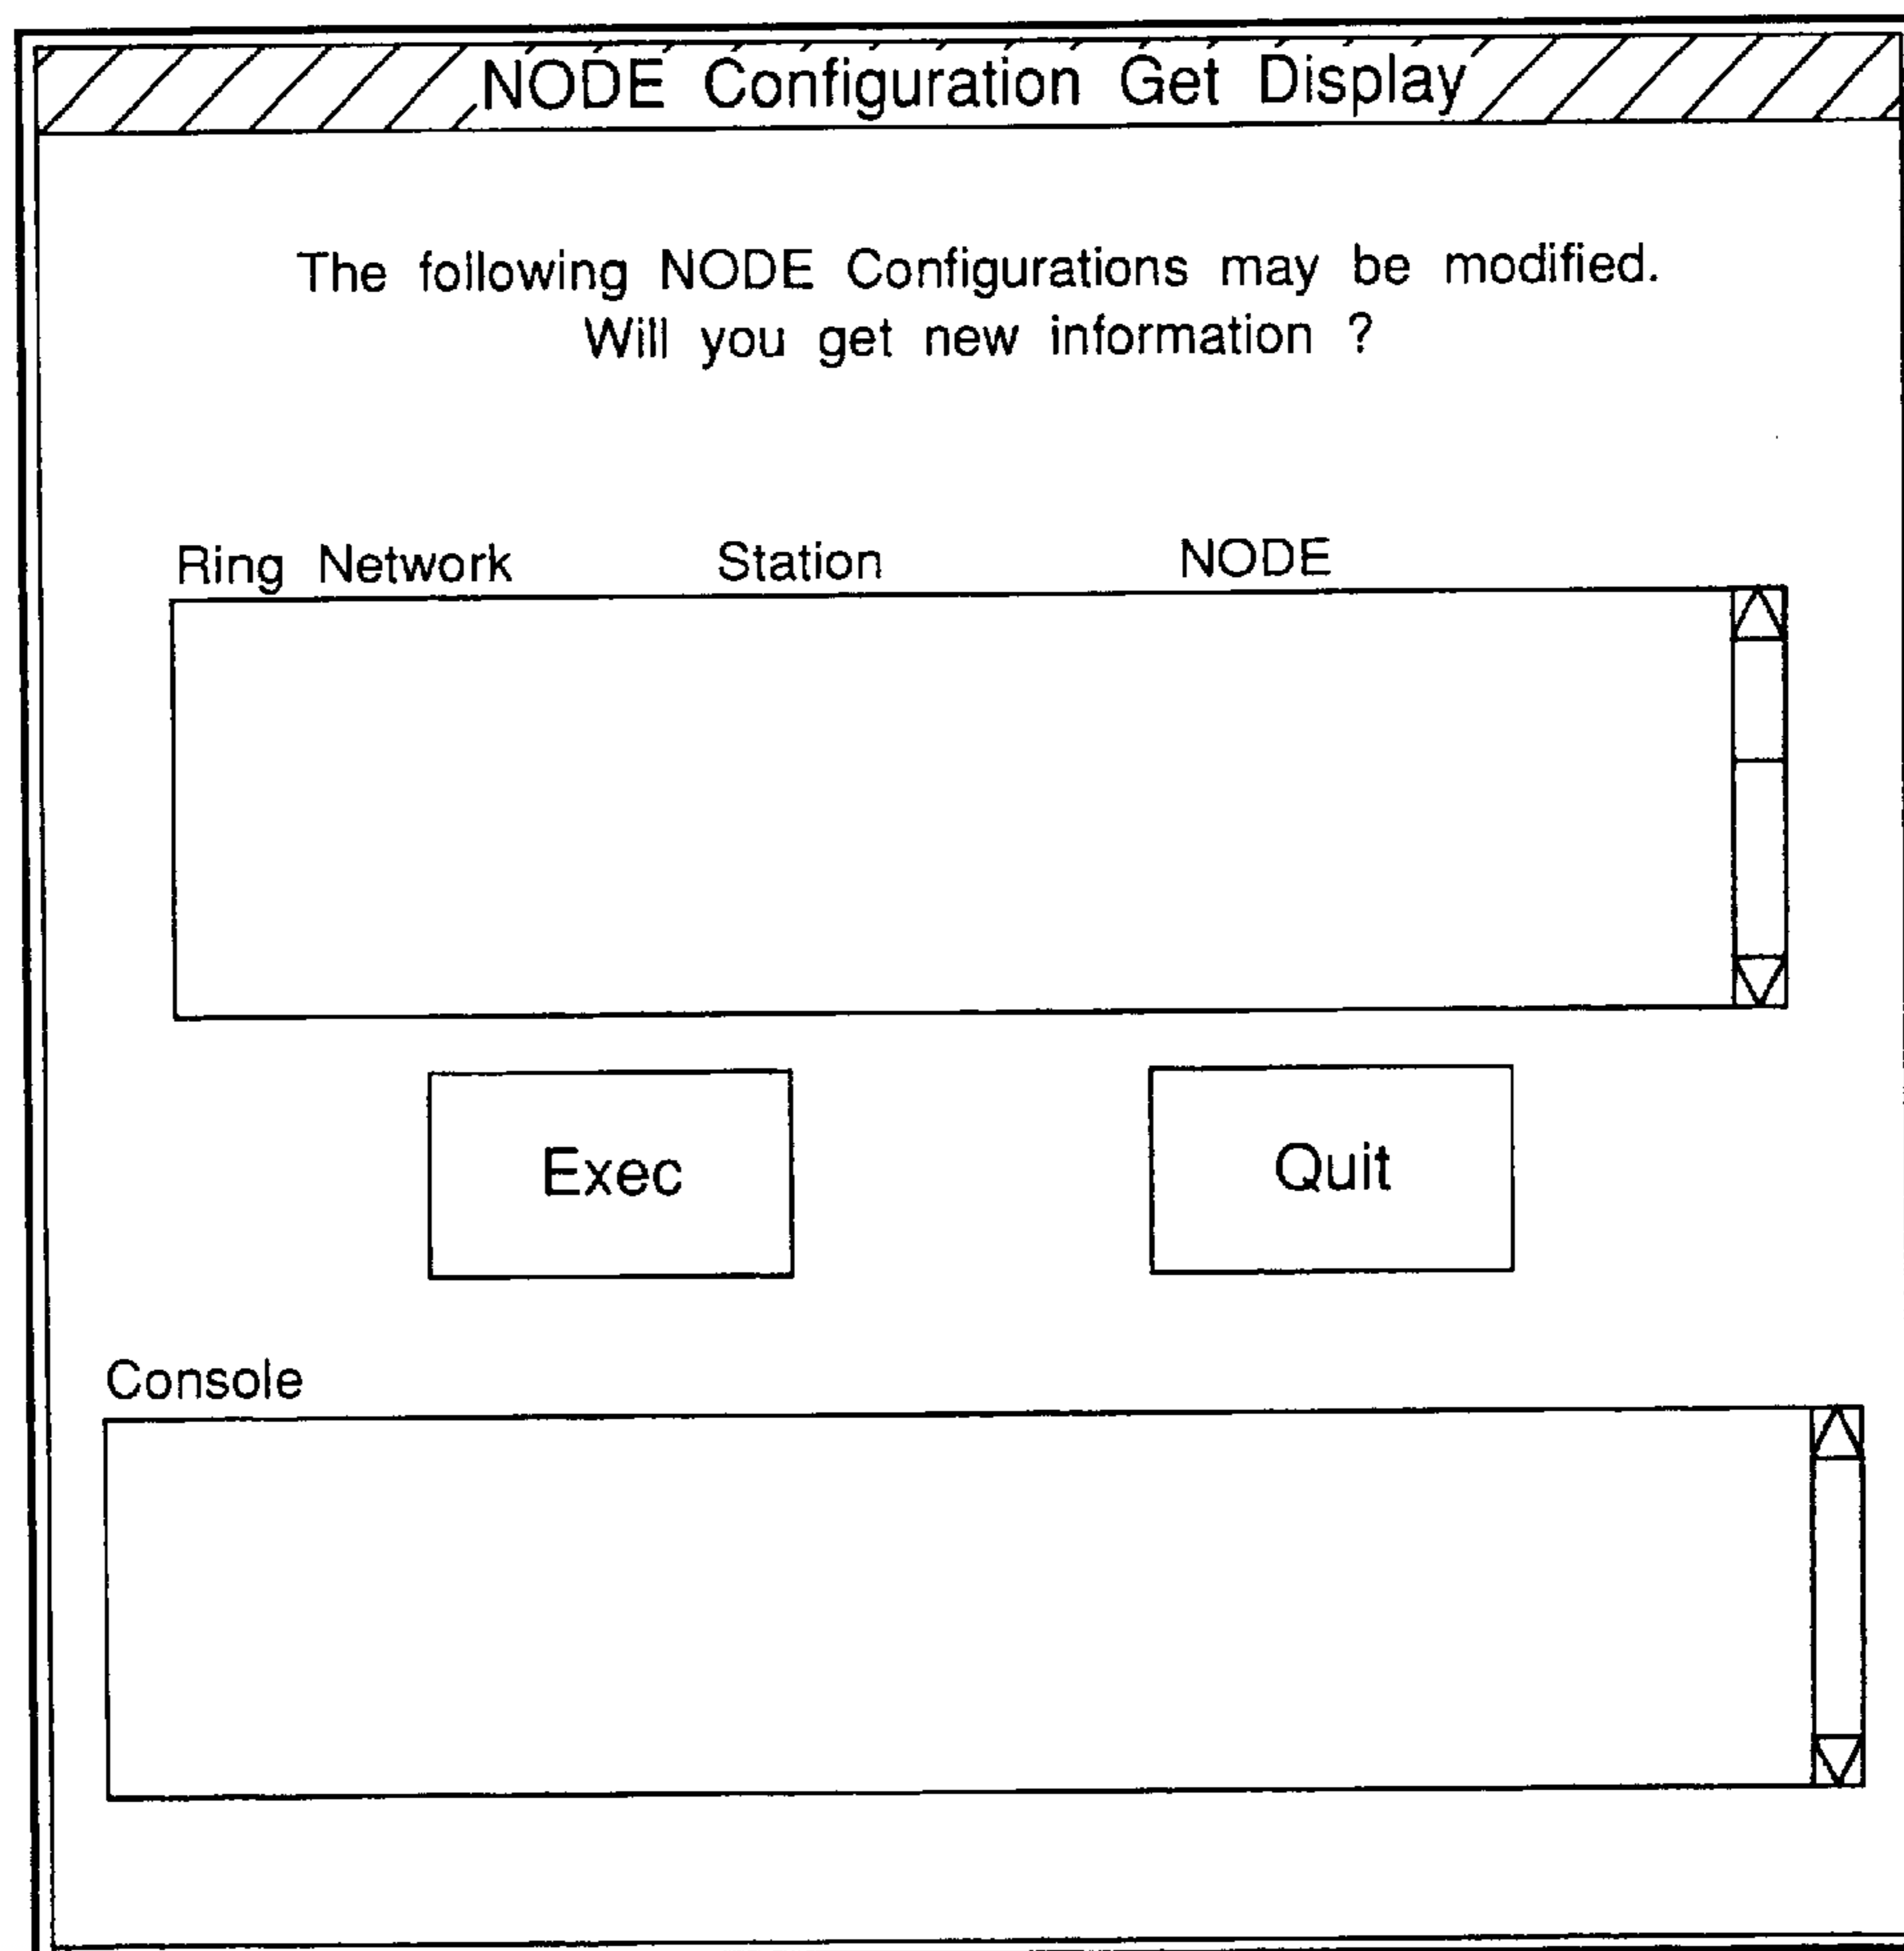 NODE Configuration Get Display
The following NODE Configurations may be modified.
Will you get new information ?
Ring Network Station NODE
Exec Quit
Console